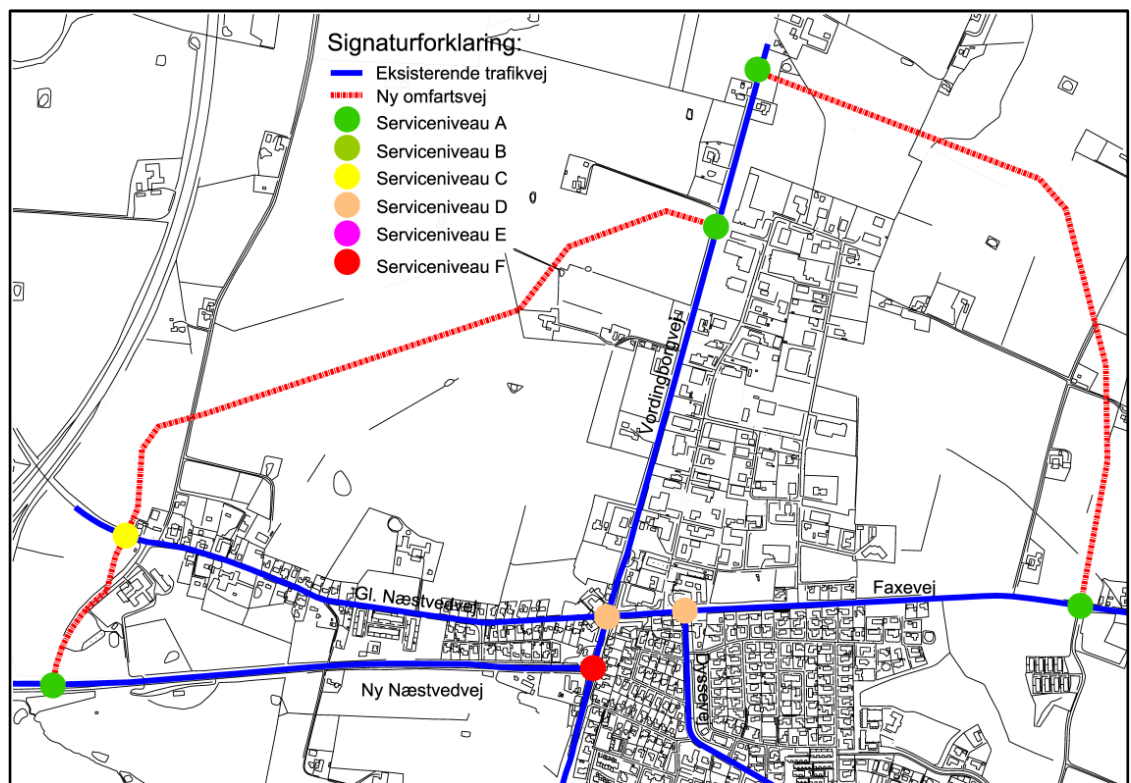 Signaturforklaring:
Eksisterende trafikvej
Ny omfartsvej
Serviceniveau A
Serviceniveau B
Serviceniveau C
Serviceniveau D
Serviceniveau E
Serviceniveau F
Vordingborgvej
Gl. Næstvedvej
Faxevej
Dyssevej
Ny Næstvedvej